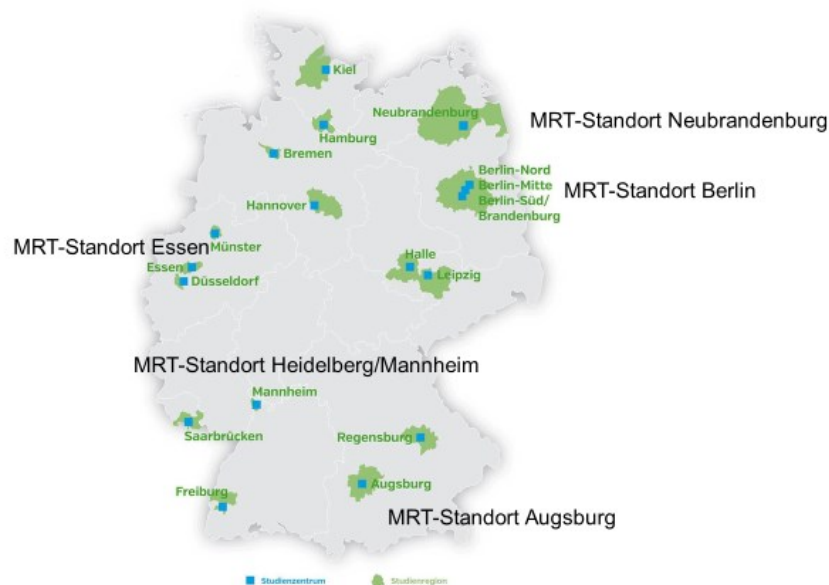 Kiel
Neubrandenburg
MRT-Standort Neubrandenburg
Hamburg
Bremen
Berlin-Nord
Berlin-Mitte
Berlin-Süd/
Brandenburg
MRT-Standort Berlin
Hannover
Münster
MRT-Standort Essen
Essen
Düsseldorf
Halle
Leipzig
MRT-Standort Heidelberg/Mannheim
Mannheim
Saarbrücken
Regensburg
Augsburg
Freiburg
MRT-Standort Augsburg
Studienzentrum
Studienregion